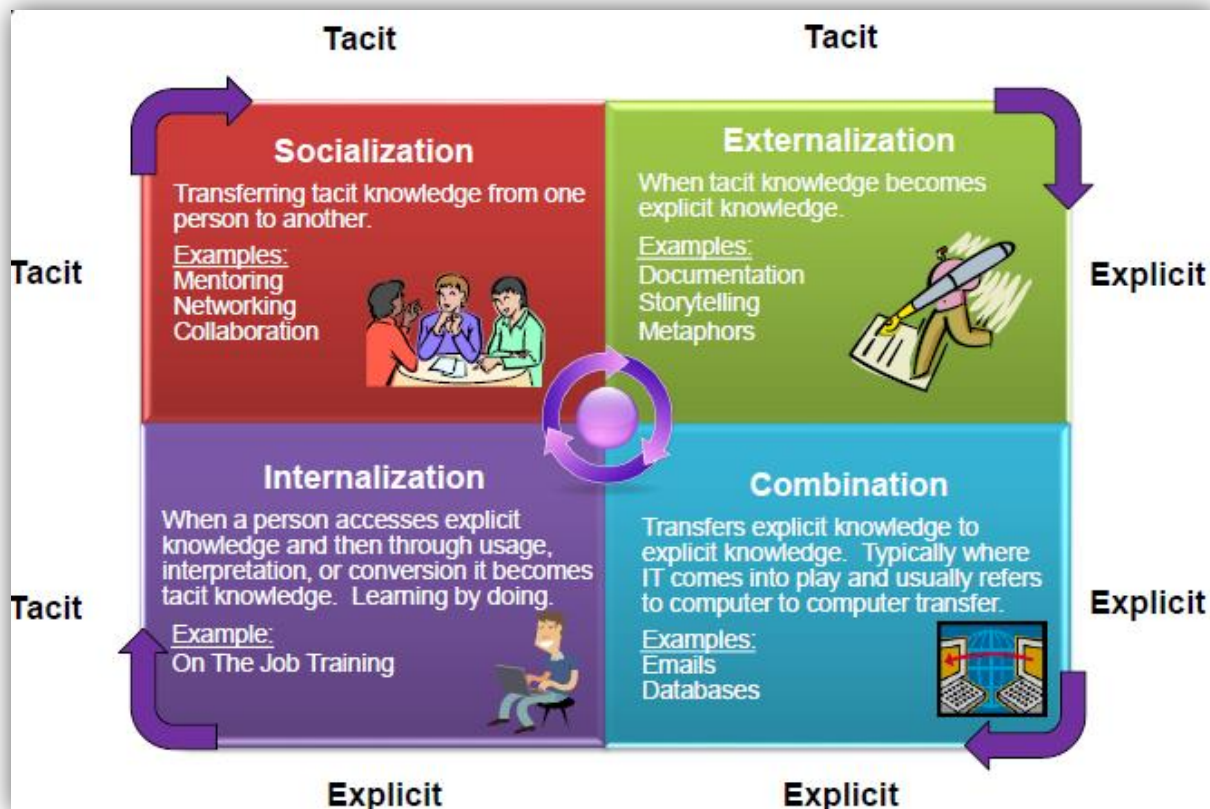 Tacit
Tacit
Socialization
Transferring tacit knowledge from one
person to another.
Examples:
Mentoring
Networking
Collaboration
Externalization
When tacit knowledge becomes
explicit knowledge.
Examples:
Documentation
Storytelling
Metaphors
Tacit
Explicit
Internalization
When a person accesses explicit
knowledge and then through usage,
interpretation, or conversion it becomes
tacit knowledge.  Learning by doing.
Example:
On The Job Training
Combination
Transfers explicit knowledge to
explicit knowledge.  Typically where
IT comes into play and usually refers
to computer to computer transfer.
Examples:
Emails
Databases
Tacit
Explicit
Explicit
Explicit